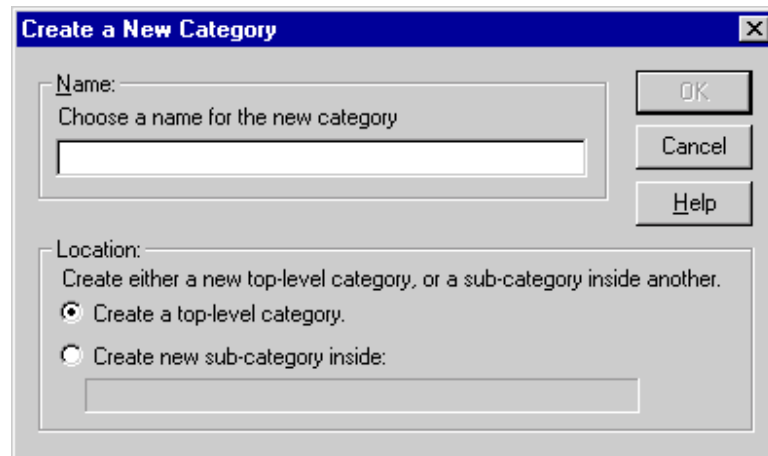 Create a New Category
Name:
Choose a name for the new category
OK
Cancel
Help
Location:
Create either a new top-level category, or a sub-category inside another.
Create a top-level category.
Create new sub-category inside: